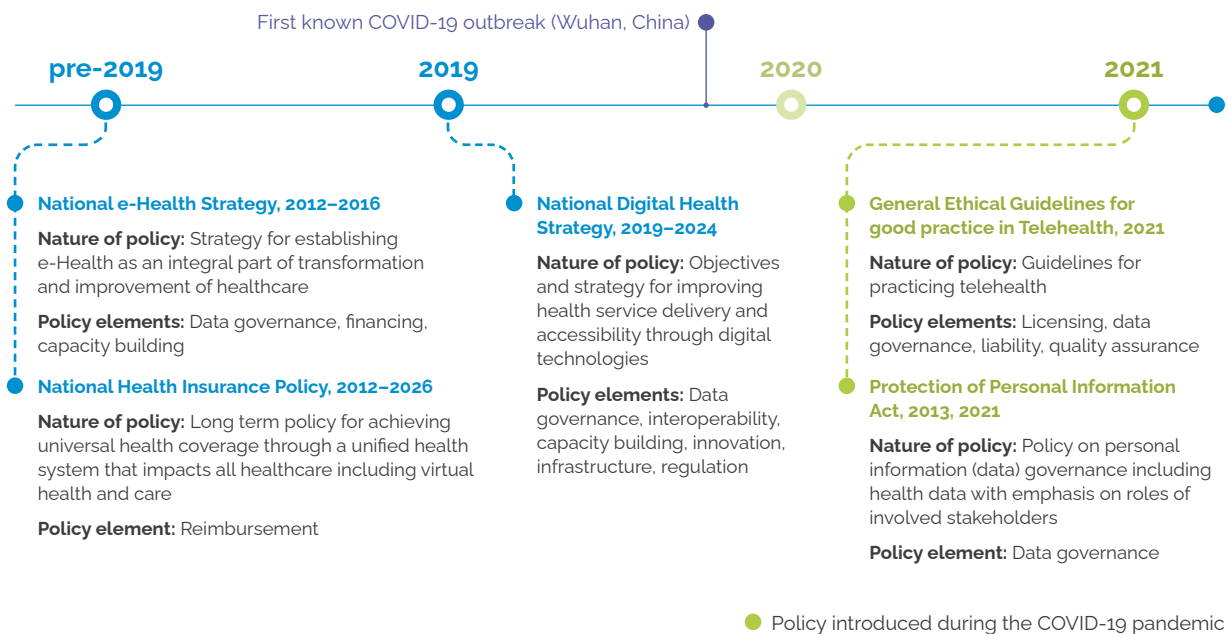 First known COVID-19 outbreak (Wuhan, China)
pre-2019
2019
2020
2021
National e-Health Strategy, 2012–2016
Nature of policy: Strategy for establishing
e-Health as an integral part of transformation
and improvement of healthcare
Policy elements: Data governance, financing,
capacity building
National Health Insurance Policy, 2012–2026
Nature of policy: Long term policy for achieving
universal health coverage through a unified health
system that impacts all healthcare including virtual
health and care
Policy element: Reimbursement
National Digital Health
Strategy, 2019–2024
Nature of policy: Objectives
and strategy for improving
health service delivery and
accessibility through digital
technologies
Policy elements: Data
governance, interoperability,
capacity building, innovation,
infrastructure, regulation
General Ethical Guidelines for
good practice in Telehealth, 2021
Nature of policy: Guidelines for
practicing telehealth
Policy elements: Licensing, data
governance, liability, quality assurance
Protection of Personal Information
Act, 2013, 2021
Nature of policy: Policy on personal
information (data) governance including
health data with emphasis on roles of
involved stakeholders
Policy element: Data governance
Policy introduced during the COVID-19 pandemic